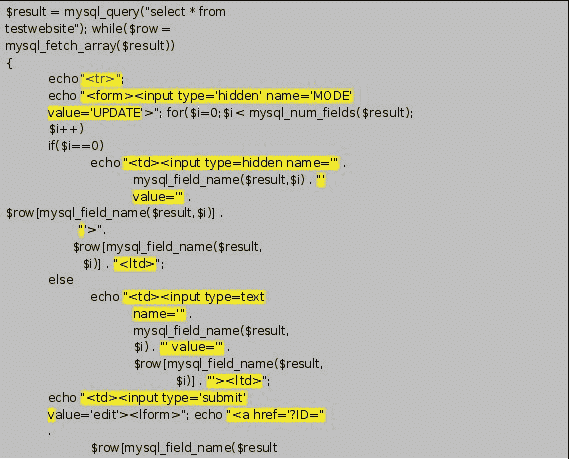 $result = mysql_query("select * from
testwebsite"); while($row =
mysql_fetch_array($result))
{
echo"<tr>";
echo "<form><input type='hidden' name='MODE'
value='UPDATE'>"; for($i=0;$i< mysql_num_fields($result);
$i++)
if($i==0)
echo "<td><input type=hidden name='" .
mysql_field_name($result,$i) . "'
value='" .
$row[mysql_field_name($result,$i)] .
"'>".
$row[mysql_field_name($result,
$i)] . "<ltd>";
else
echo "<td><input type=text
name='" .
mysql_field_name($result,
$i) . "' value='" .
$row[mysql_field_name($result,
$i)] . "'><ltd>";
echo "<td><input type='submit'
value='edit'><lform>"; echo "<a href='?ID="
.
$row[mysql_field_name($result